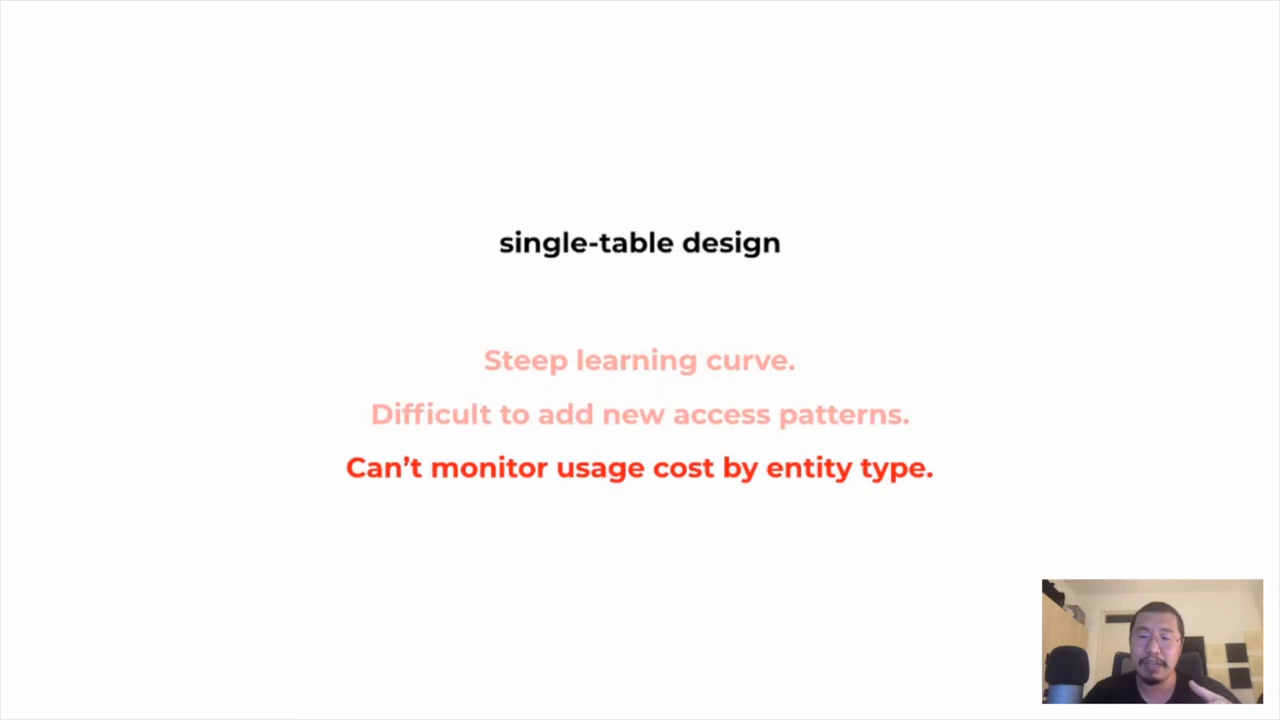 single-table design
Steep learning curve.
Difficult to add new access patterns.
Can’t monitor usage cost by entity type.